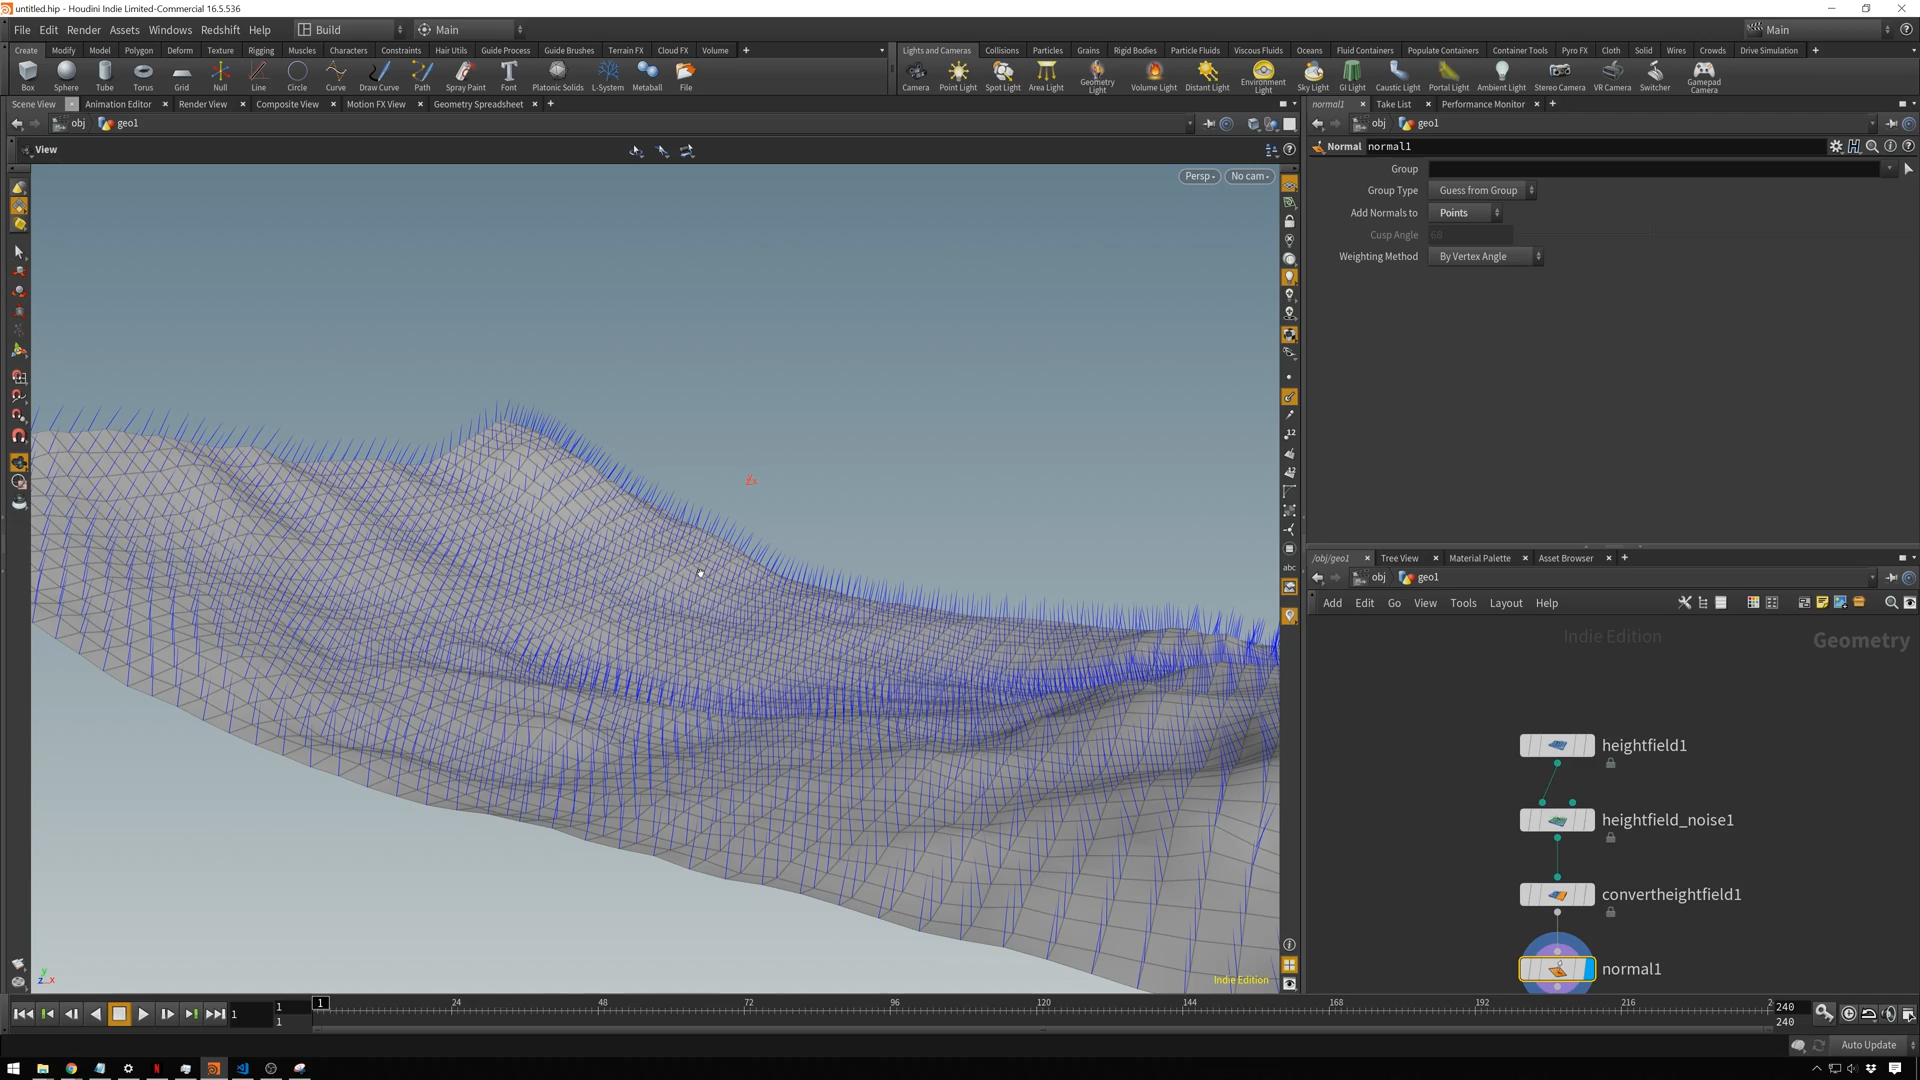 untitled.hip - Houdini Indie Limited-Commercial 16.5.536
File Edit Render Assets Windows Redshift Help
Build
Main
Main
Create Modify Model Polygon Deform Texture Rigging Muscles Characters Constraints Hair Utils Guide Process Guide Brushes Terrain FX Cloud FX Volume
Box Sphere Tube Torus Grid Null Line Circle Curve Draw Curve Path Spray Paint Font Platonic Solids L-System Metaball File
Lights and Cameras Collisions Particles Grains Rigid Bodies Particle Fluids Viscous Fluids Oceans Fluid Containers Populate Containers Container Tools Pyro FX Cloth Solid Wires Crowds Drive Simulation
Camera Point Light Spot Light Area Light Geometry Light Volume Light Distant Light Environment Light Sky Light GI Light Caustic Light Portal Light Ambient Light Stereo Camera VR Camera Switcher Gamepad Camera
Scene View Animation Editor Render View Composite View Motion FX View Geometry Spreadsheet
obj geo1
View
Persp No cam
Indie Edition
normal1 Take List Performance Monitor
obj geo1
Normal normal1
Group
Group Type Guess from Group
Add Normals to Points
Cusp Angle 60
Weighting Method By Vertex Angle
/obj/geo1 Tree View Material Palette Asset Browser
obj geo1
Add Edit Go View Tools Layout Help
Indie Edition
Geometry
heightfield1
heightfield_noise1
convertheightfield1
normal1
1 1 1 1 24 48 72 96 120 144 168 192 216 240
240
Auto Update